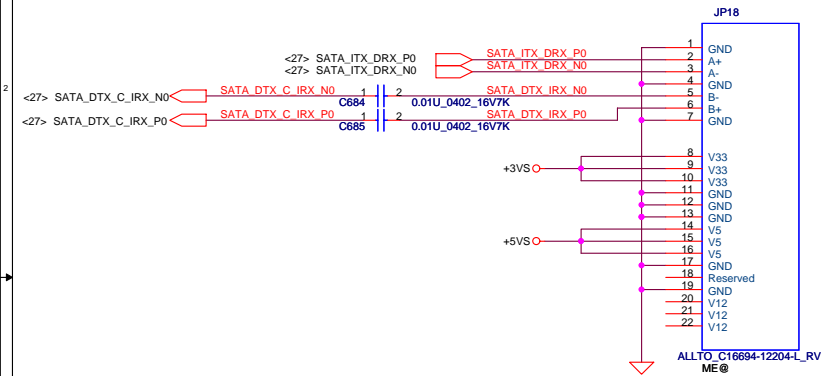 JP18
1 GND
<27> SATA_ITX_DRX_P0 SATA_ITX_DRX_P0 2 A+
<27> SATA_ITX_DRX_N0 SATA_ITX_DRX_N0 3 A-
4 GND
2
<27> SATA_DTX_C_IRX_N0 SATA_DTX_C_IRX_N0 1 2 SATA_DTX_IRX_N0 5 B-
C684 0.01U_0402_16V7K
6 B+
<27> SATA_DTX_C_IRX_P0 SATA_DTX_C_IRX_P0 1 2 SATA_DTX_IRX_P0 7 GND
C685 0.01U_0402_16V7K
8 V33
+3VS 9 V33
10 V33
11 GND
12 GND
13 GND
14 V5
+5VS 15 V5
16 V5
17 GND
18 Reserved
19 GND
20 V12
21 V12
22 V12
ALLTO_C16694-12204-L_RV
ME@